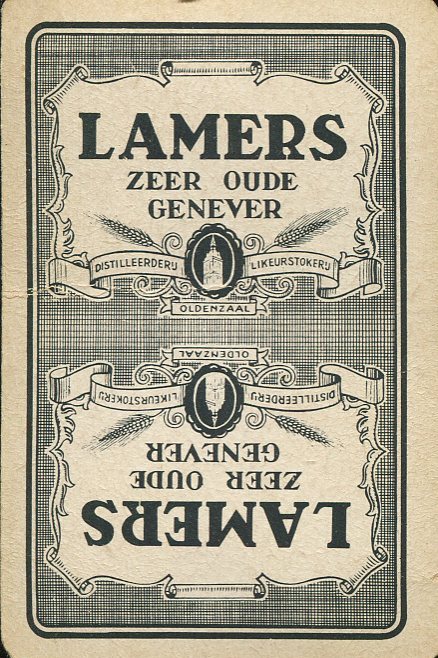 LAMERS
ZEER OUDE
GENEVER
DISTILLEERDERIJ LIKEURSTOKERIJ
OLDENZAAL
OLDENZAAL
DISTILLEERDERIJ LIKEURSTOKERIJ
GENEVER
ZEER OUDE
LAMERS